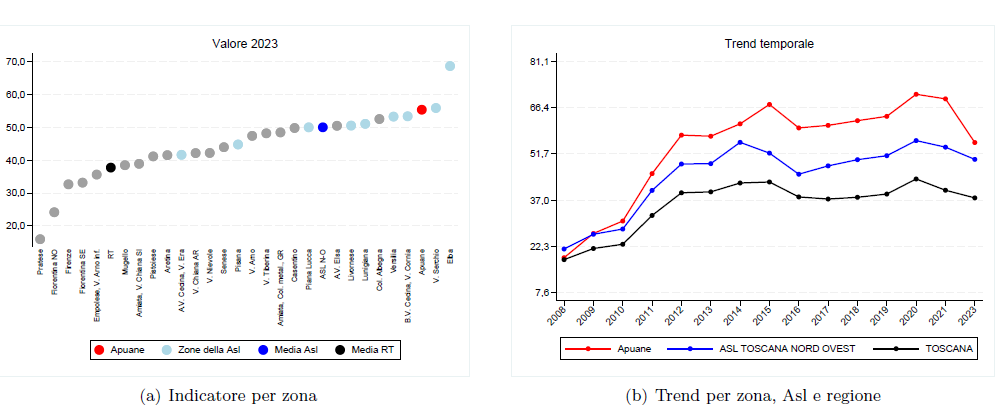 Valore 2023
70,0
60,0
50,0
40,0
30,0
20,0
Pratese
Fiorentina NO
Firenze
Fiorentina SE
Empolese, V. Arno inf.
RT
Mugello
Amiata, V. Chiana SI
Pistoiese
Aretina
A.V. Cecina, V. Era
V. Chiana AR
V. Nievole
Senese
Pisana
V. Arno
V. Tiberina
Amiata, Col. metal., GR
Casentino
Piana Lucca
ASL N-O
A.V. Elsa
Livornese
Lunigiana
Col. Albegna
Versilia
B.V. Cecina, V. Cornia
Apuane
V. Serchio
Elba
Apuane Zone della Asl Media Asl Media RT
(a) Indicatore per zona
Trend temporale
81,1
66,4
51,7
37,0
22,3
7,6
2008 2009 2010 2011 2012 2013 2014 2015 2016 2017 2018 2019 2020 2021 2023
Apuane ASL TOSCANA NORD OVEST TOSCANA
(b) Trend per zona, Asl e regione